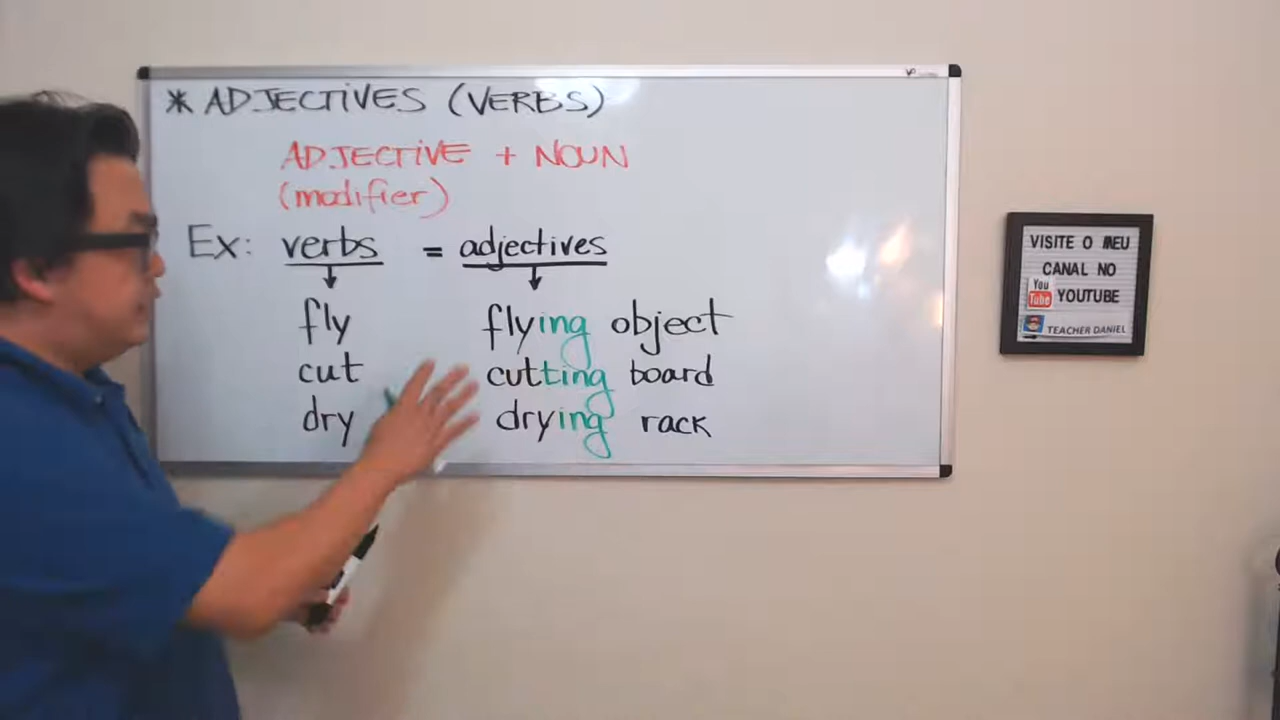 * ADJECTIVES (VERBS)
ADJECTIVE + NOUN
(modifier)
Ex: verbs = adjectives
fly flying object
cut cutting board
dry drying rack
VISITE O MEU
CANAL NO
You
Tube YOUTUBE
TEACHER DANIEL